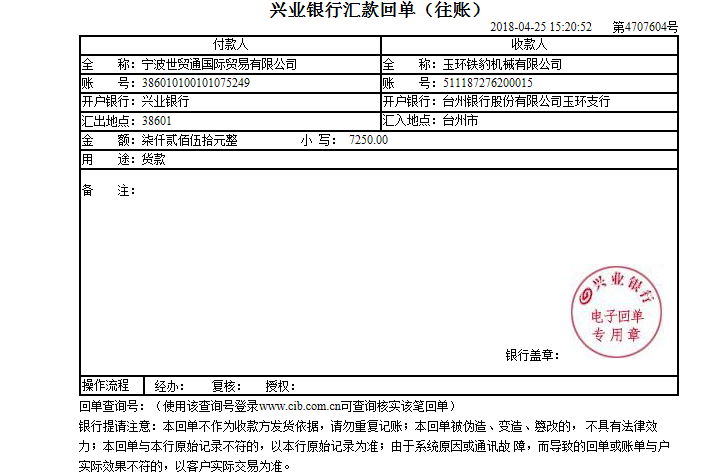 兴业银行汇款回单（往账）
2018-04-25 15:20:52 第4707604号
付款人 收款人
全 称：宁波世贸通国际贸易有限公司 全 称：玉环铁豹机械有限公司
账 号：386010100101075249 账 号：511187276200015
开户银行：兴业银行 开户银行：台州银行股份有限公司玉环支行
汇出地点：38601 汇入地点：台州市
金 额：柒仟贰佰伍拾元整 小 写： 7250.00
用 途：货款
备 注：
兴业银行
电子回单
专用章
银行盖章：
操作流程 经办： 复核： 授权：
回单查询号：（使用该查询号登录www.cib.com.cn可查询核实该笔回单）
银行提请注意：本回单不作为收款方发货依据，请勿重复记账；本回单被伪造、变造、篡改的， 不具有法律效
力；本回单与本行原始记录不符的，以本行原始记录为准；由于系统原因或通讯故 障，而导致的回单或账单与户
实际效果不符的，以客户实际交易为准。